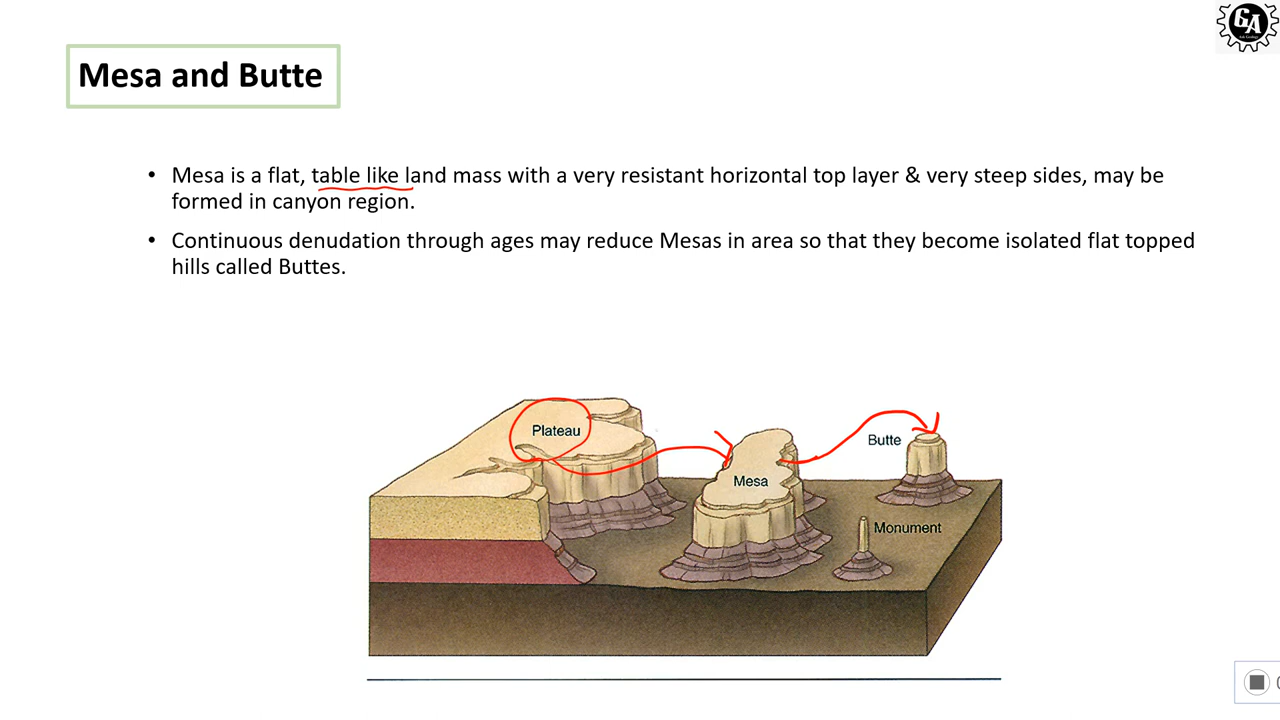 GA
Mesa and Butte
• Mesa is a flat, table like land mass with a very resistant horizontal top layer & very steep sides, may be
formed in canyon region.
• Continuous denudation through ages may reduce Mesas in area so that they become isolated flat topped
hills called Buttes.
Plateau
Butte
Mesa
Monument